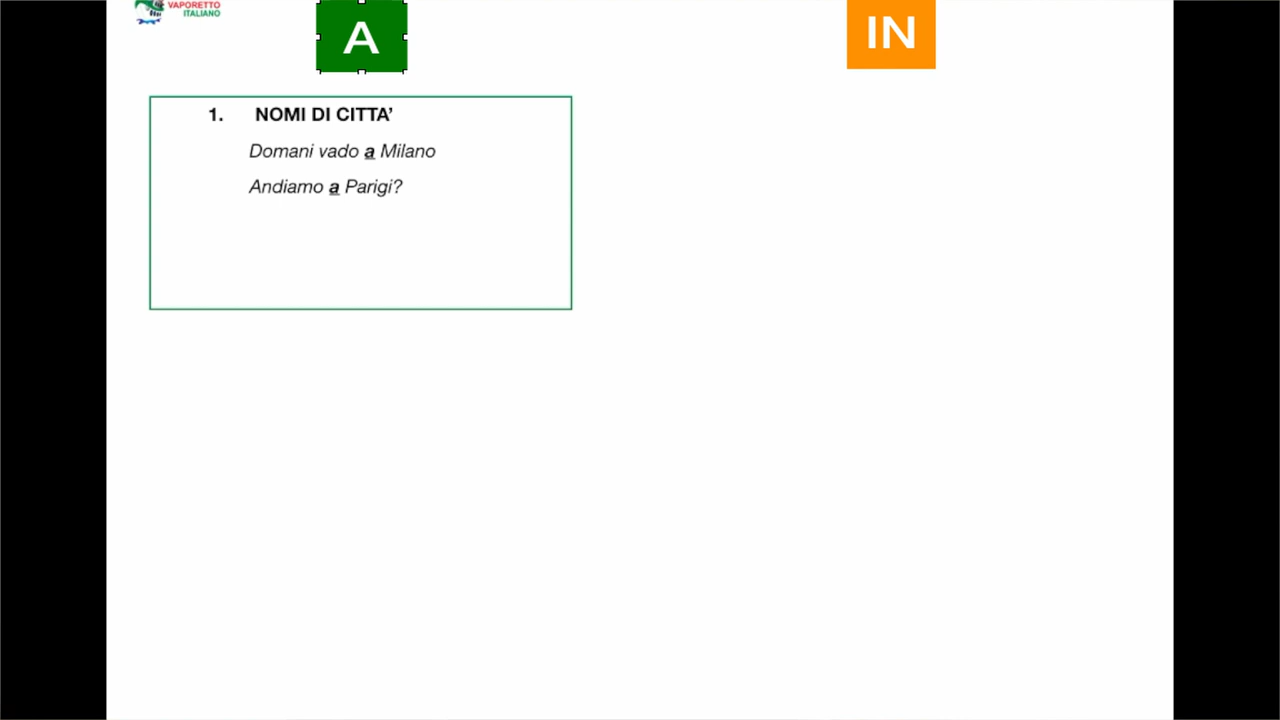 VAPORETTO
ITALIANO
A
IN
1. NOMI DI CITTA’
Domani vado a Milano
Andiamo a Parigi?